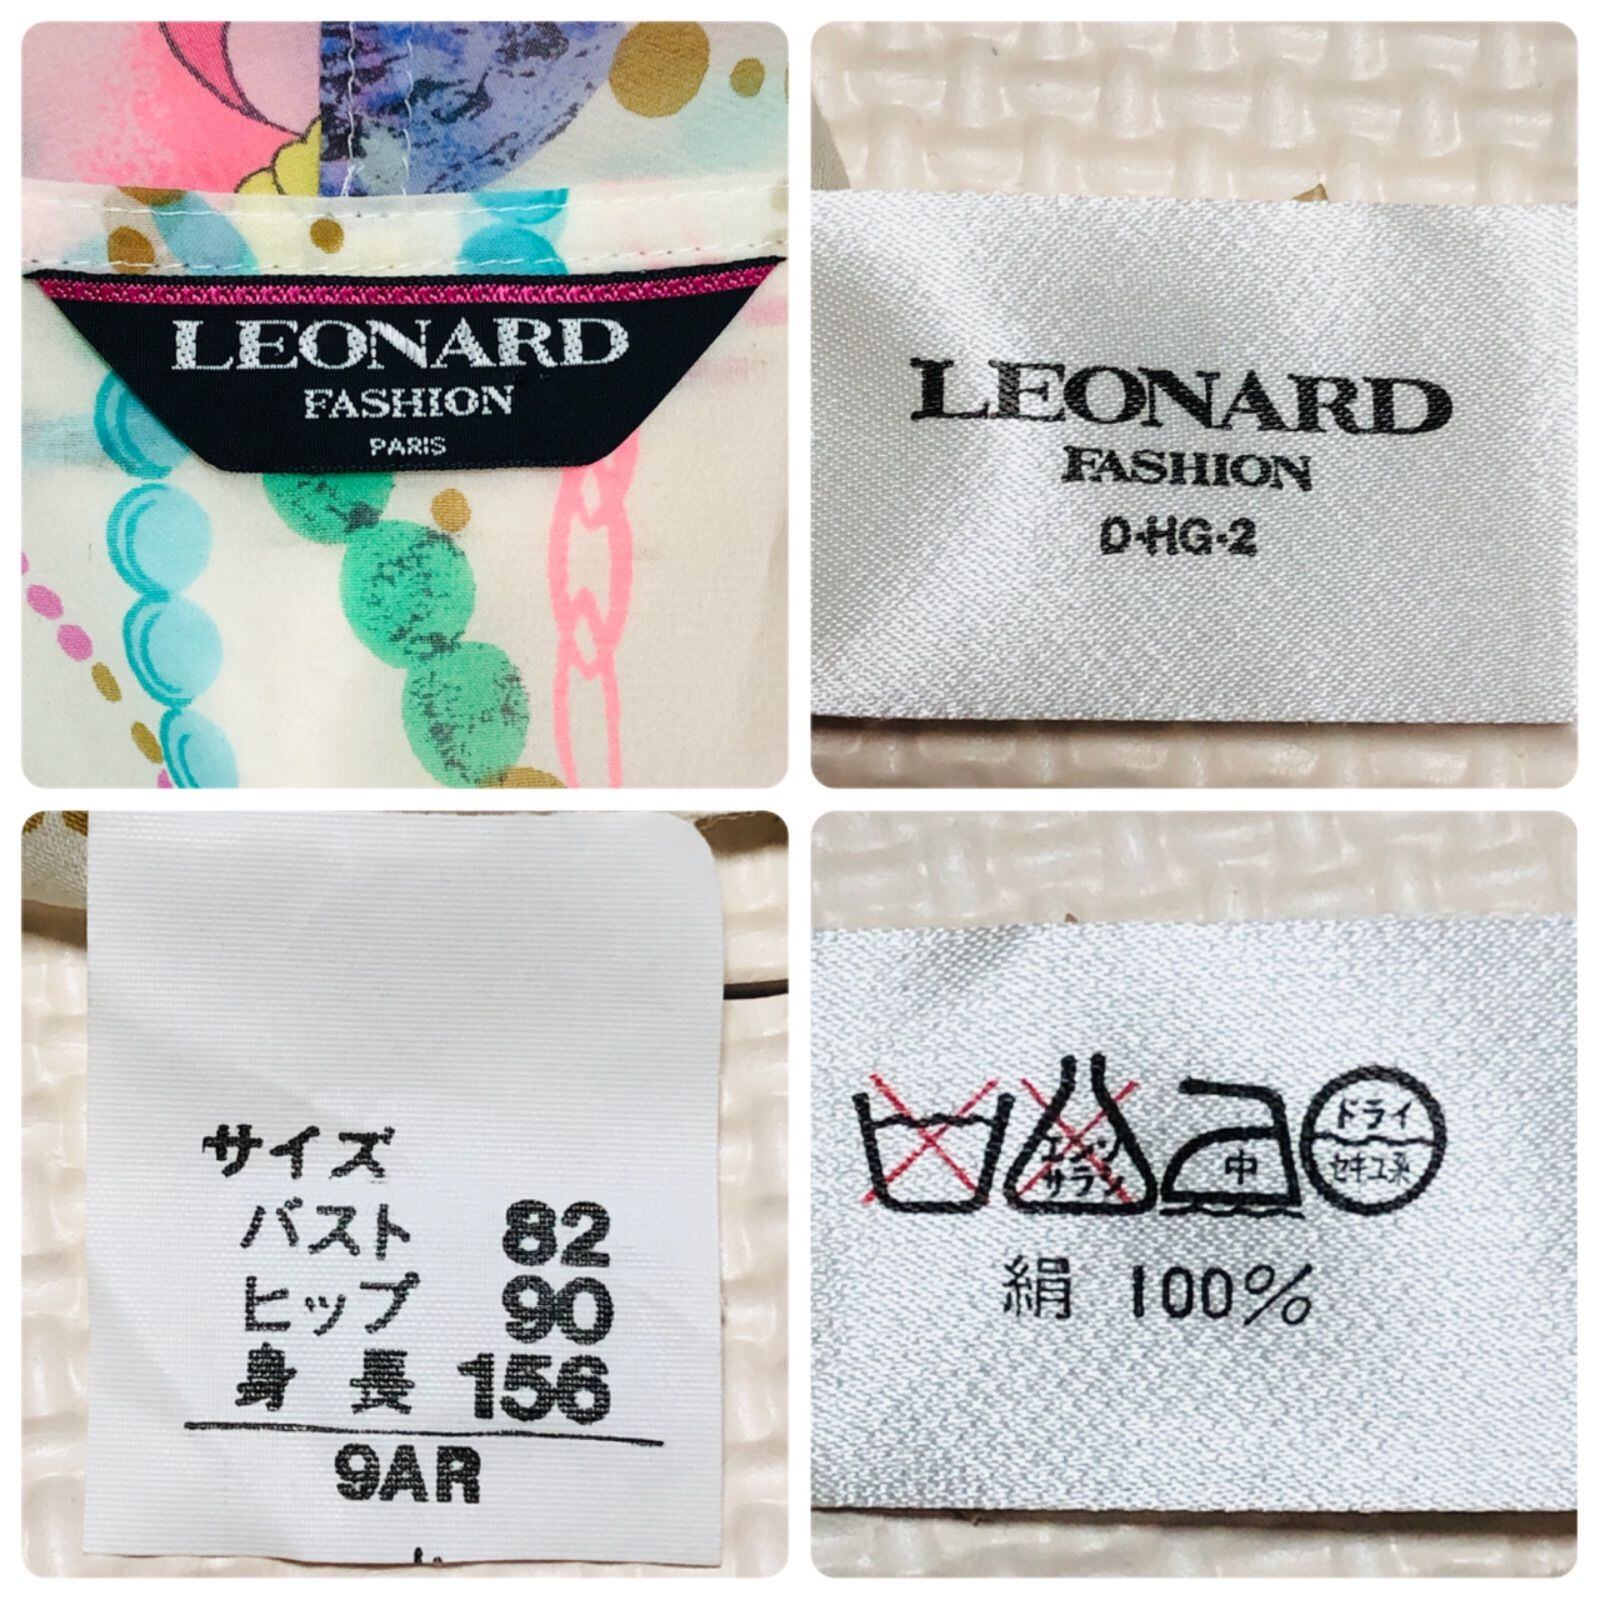 LEONARD
FASHION
PARIS
LEONARD
FASHION
D・HG・2
サイズ
バスト 82
ヒップ 90
身長 156
9AR
エンソ
サラシ
中
ドライ
セキユ系
絹 100%